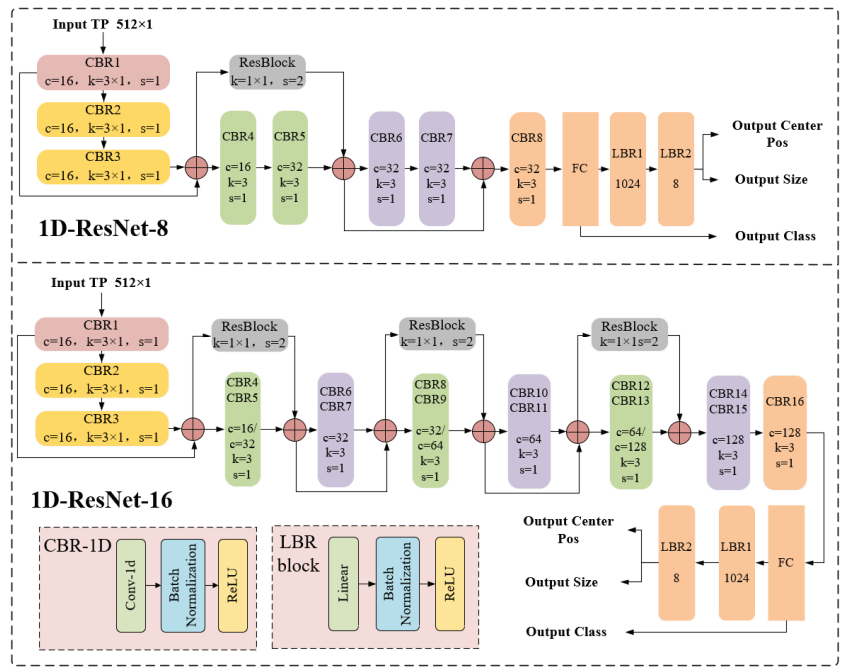 Input TP 512×1
CBR1
c=16, k=3×1, s=1
CBR2
c=16, k=3×1, s=1
CBR3
c=16, k=3×1, s=1
ResBlock
k=1×1, s=2
CBR4
c=16
k=3
s=1
CBR5
c=32
k=3
s=1
CBR6
c=32
k=3
s=1
CBR7
c=32
k=3
s=1
CBR8
c=32
k=3
s=1
FC
LBR1
1024
LBR2
8
Output Center
Pos
Output Size
Output Class
1D-ResNet-8
Input TP 512×1
CBR1
c=16, k=3×1, s=1
CBR2
c=16, k=3×1, s=1
CBR3
c=16, k=3×1, s=1
ResBlock
k=1×1, s=2
CBR4
CBR5
c=16/
c=32
k=3
s=1
CBR6
CBR7
c=32
k=3
s=1
ResBlock
k=1×1, s=2
CBR8
CBR9
c=32/
c=64
k=3
s=1
CBR10
CBR11
c=64
k=3
s=1
ResBlock
k=1×1s=2
CBR12
CBR13
c=64/
c=128
k=3
s=1
CBR14
CBR15
c=128
k=3
s=1
CBR16
c=128
k=3
s=1
1D-ResNet-16
Output Center
Pos
Output Size
Output Class
LBR2
8
LBR1
1024
FC
CBR-1D
Conv-1d
Batch
Normalization
ReLU
LBR
block
Linear
Batch
Normalization
ReLU